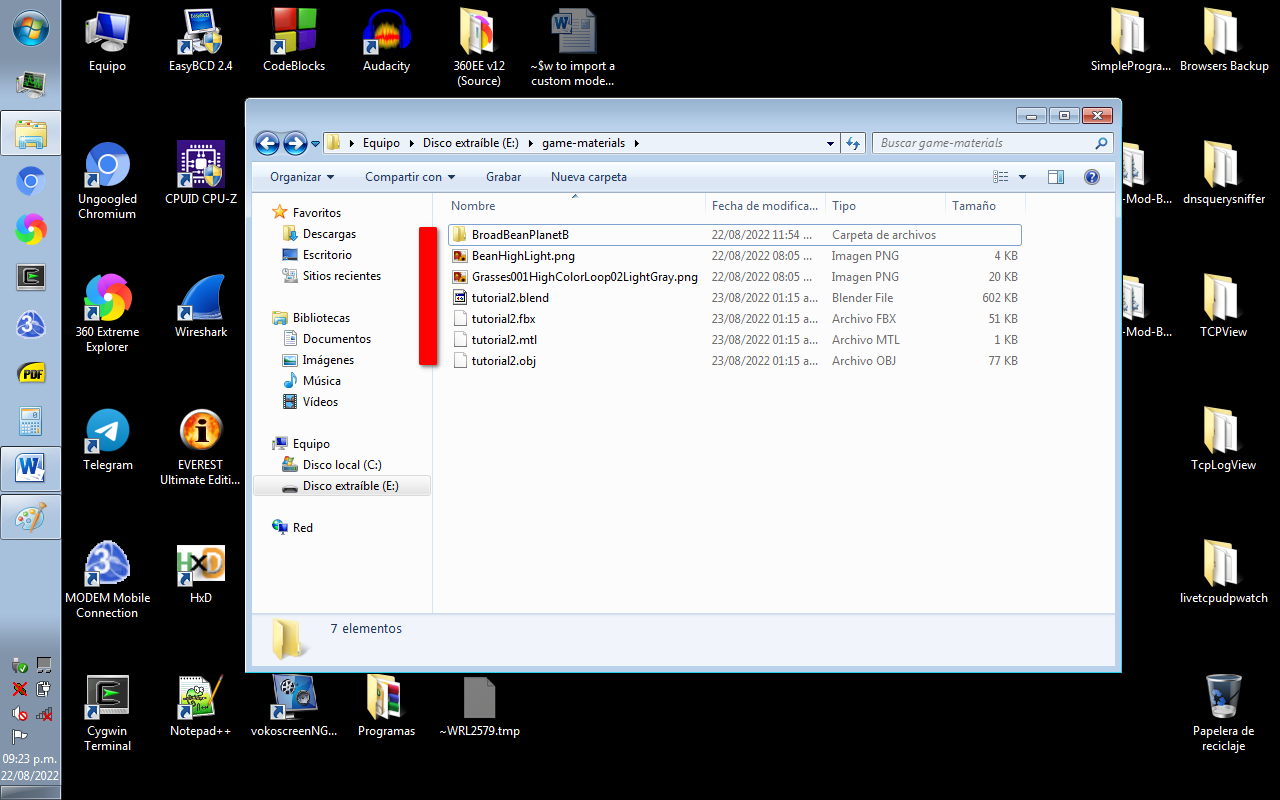 Equipo
EasyBCD 2.4
CodeBlocks
Audacity
360EE v12
(Source)
~$w to import a
custom mode...
SimpleProgra...
Browsers Backup
Ungoogled
Chromium
CPUID CPU-Z
-Mod-B...
dnsquerysniffer
360 Extreme
Explorer
Wireshark
-Mod-B...
TCPView
Telegram
EVEREST
Ultimate Editi...
TcpLogView
MODEM Mobile
Connection
HxD
HxD
livetcpudpwatch
Cygwin
Terminal
Notepad++
vokoscreenNG...
Programas
~WRL2579.tmp
Papelera de
reciclaje
PDF
09:23 p.m.
22/08/2022
Equipo
Disco extraíble (E:)
game-materials
Buscar game-materials
Organizar
Compartir con
Grabar
Nueva carpeta
Favoritos
Descargas
Escritorio
Sitios recientes
Bibliotecas
Documentos
Imágenes
Música
Vídeos
Equipo
Disco local (C:)
Disco extraíble (E:)
Red
Nombre Fecha de modifica... Tipo Tamaño
BroadBeanPlanetB 22/08/2022 11:54 ... Carpeta de archivos
BeanHighLight.png 22/08/2022 08:05 ... Imagen PNG 4 KB
Grasses001HighColorLoop02LightGray.png 22/08/2022 08:05 ... Imagen PNG 20 KB
tutorial2.blend 23/08/2022 01:15 a... Blender File 602 KB
tutorial2.fbx 23/08/2022 01:15 a... Archivo FBX 51 KB
tutorial2.mtl 23/08/2022 01:15 a... Archivo MTL 1 KB
tutorial2.obj 23/08/2022 01:15 a... Archivo OBJ 77 KB
7 elementos